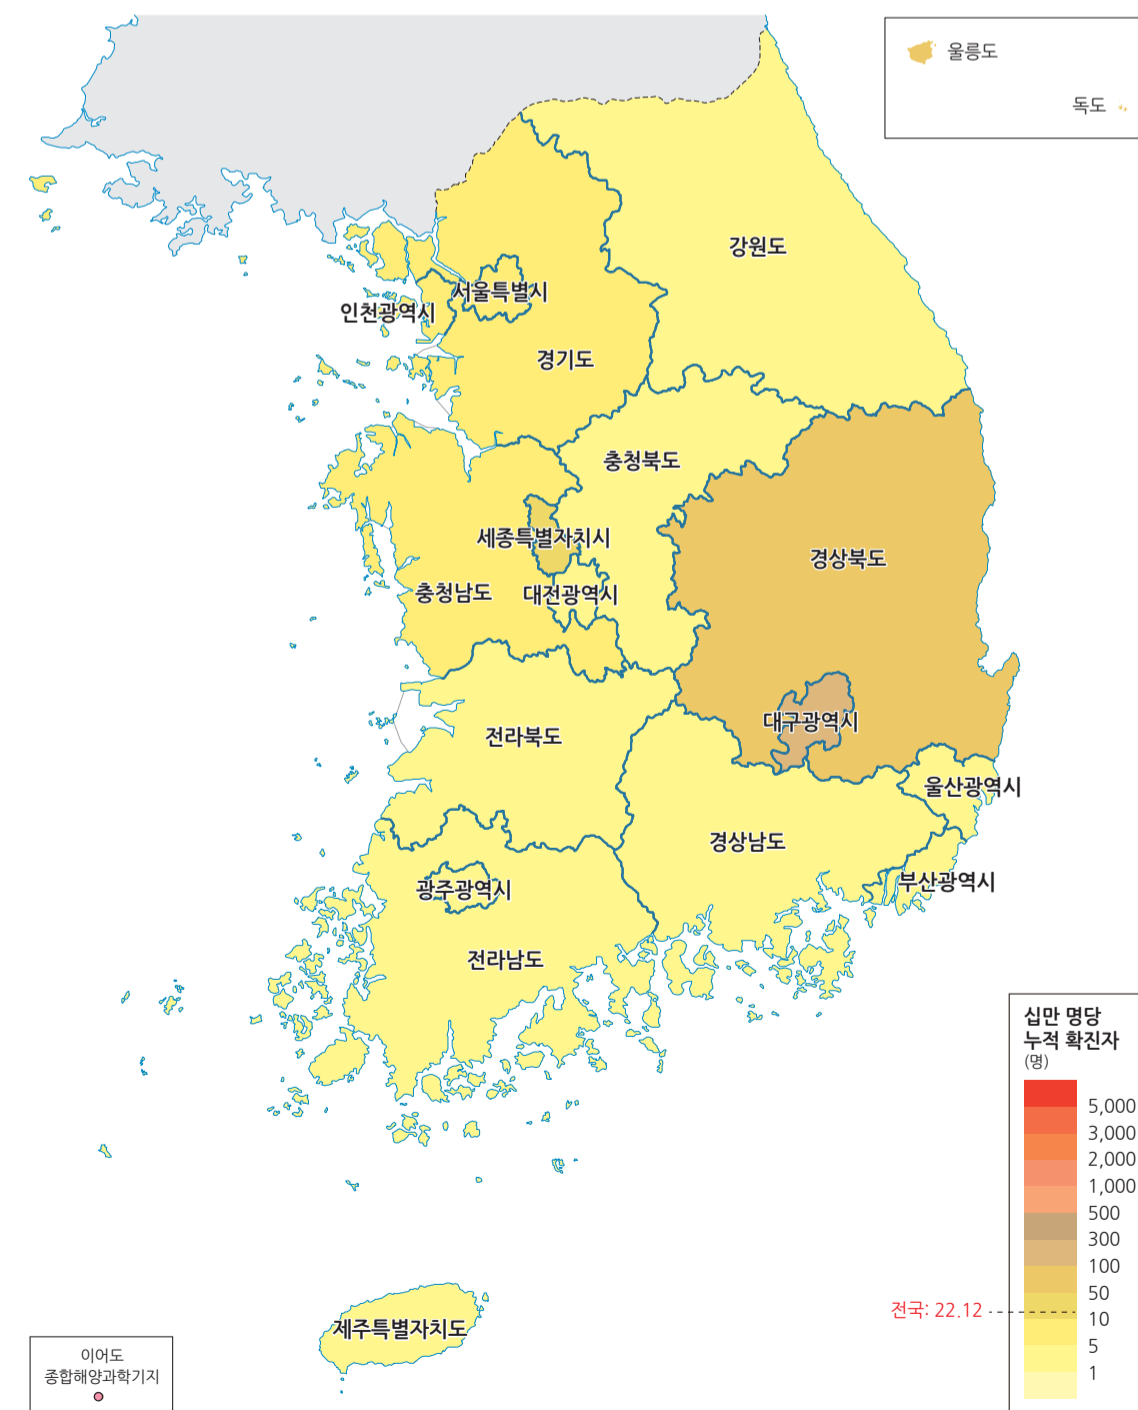 울릉도
독도
강원도
서울특별시
인천광역시
경기도
충청북도
세종특별자치시
경상북도
충청남도
대전광역시
대구광역시
전라북도
울산광역시
경상남도
부산광역시
광주광역시
전라남도
십만 명당
누적 확진자
(명)
5,000
3,000
2,000
1,000
500
300
100
50
전국: 22.12
10
5
1
제주특별자치도
이어도
종합해양과학기지